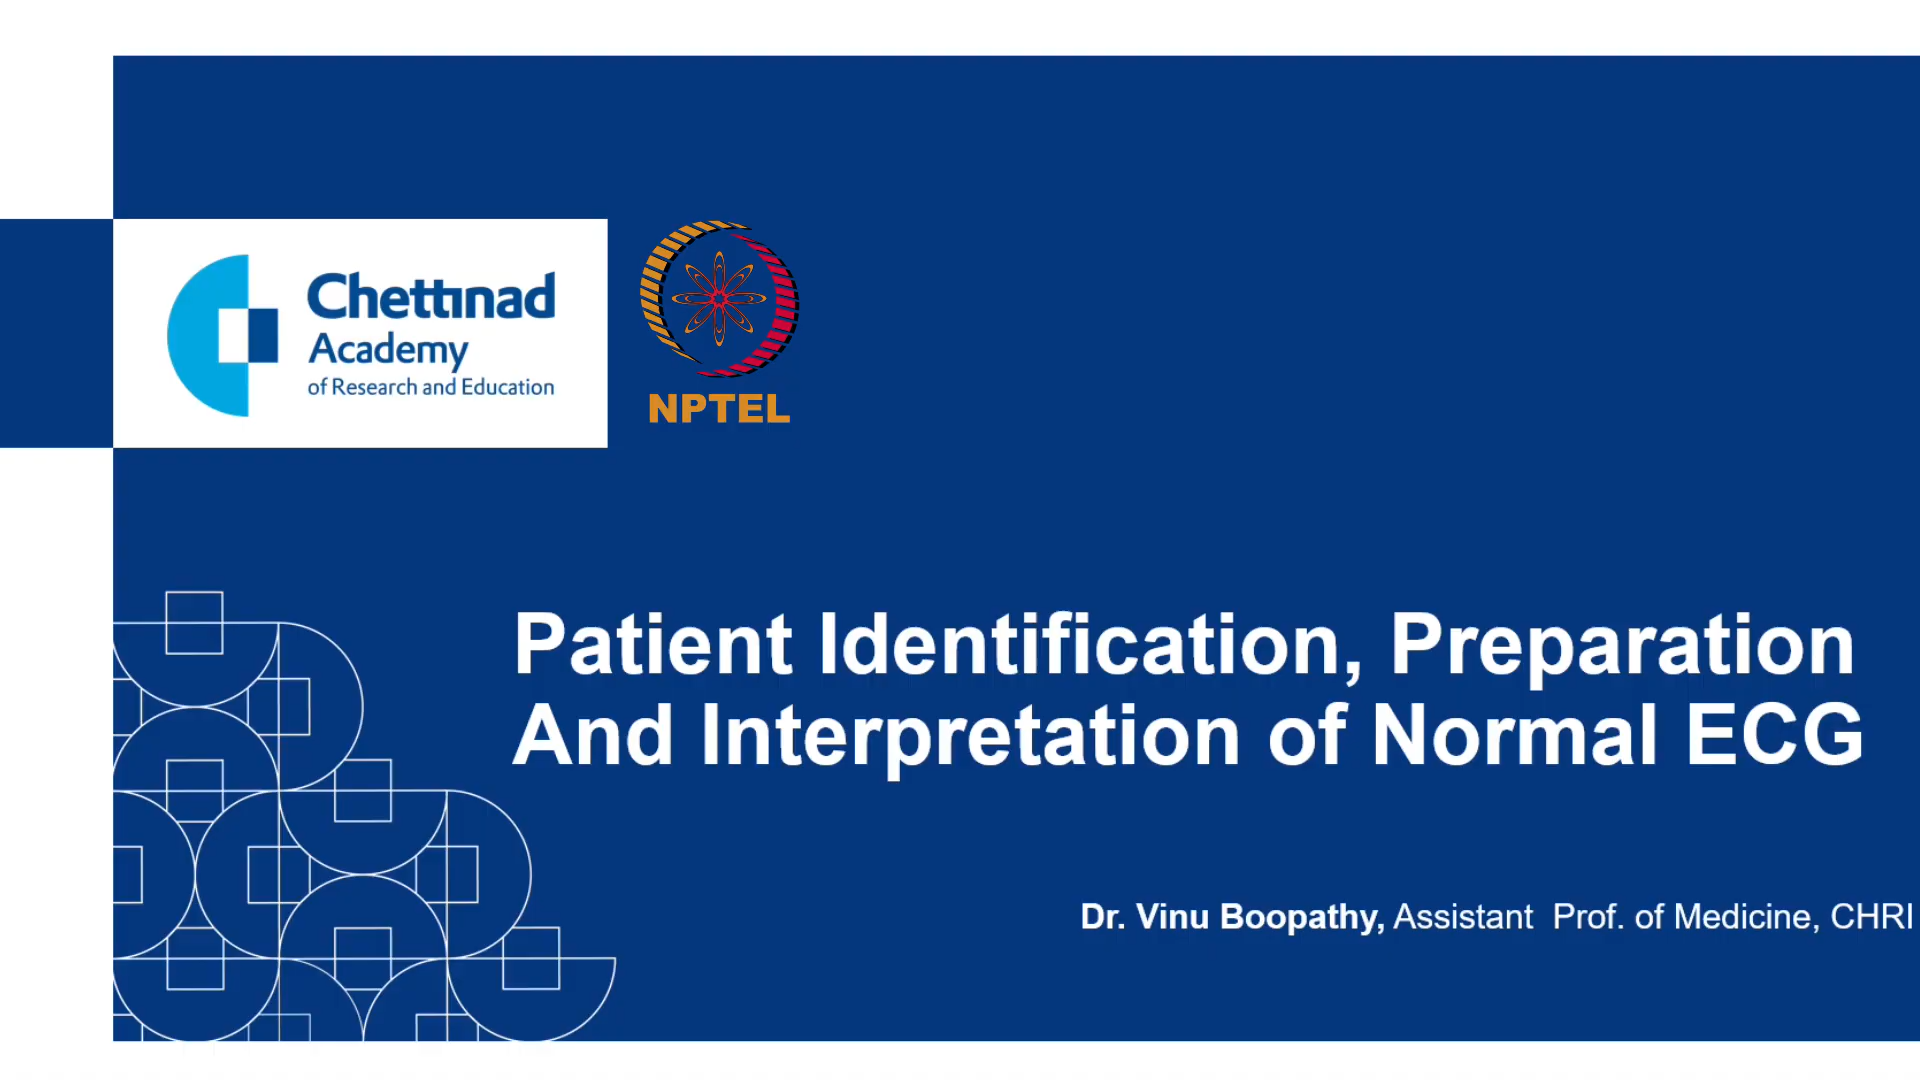 Chettinad
Academy
of Research and Education
NPTEL
Patient Identification, Preparation
And Interpretation of Normal ECG
Dr. Vinu Boopathy, Assistant Prof. of Medicine, CHRI